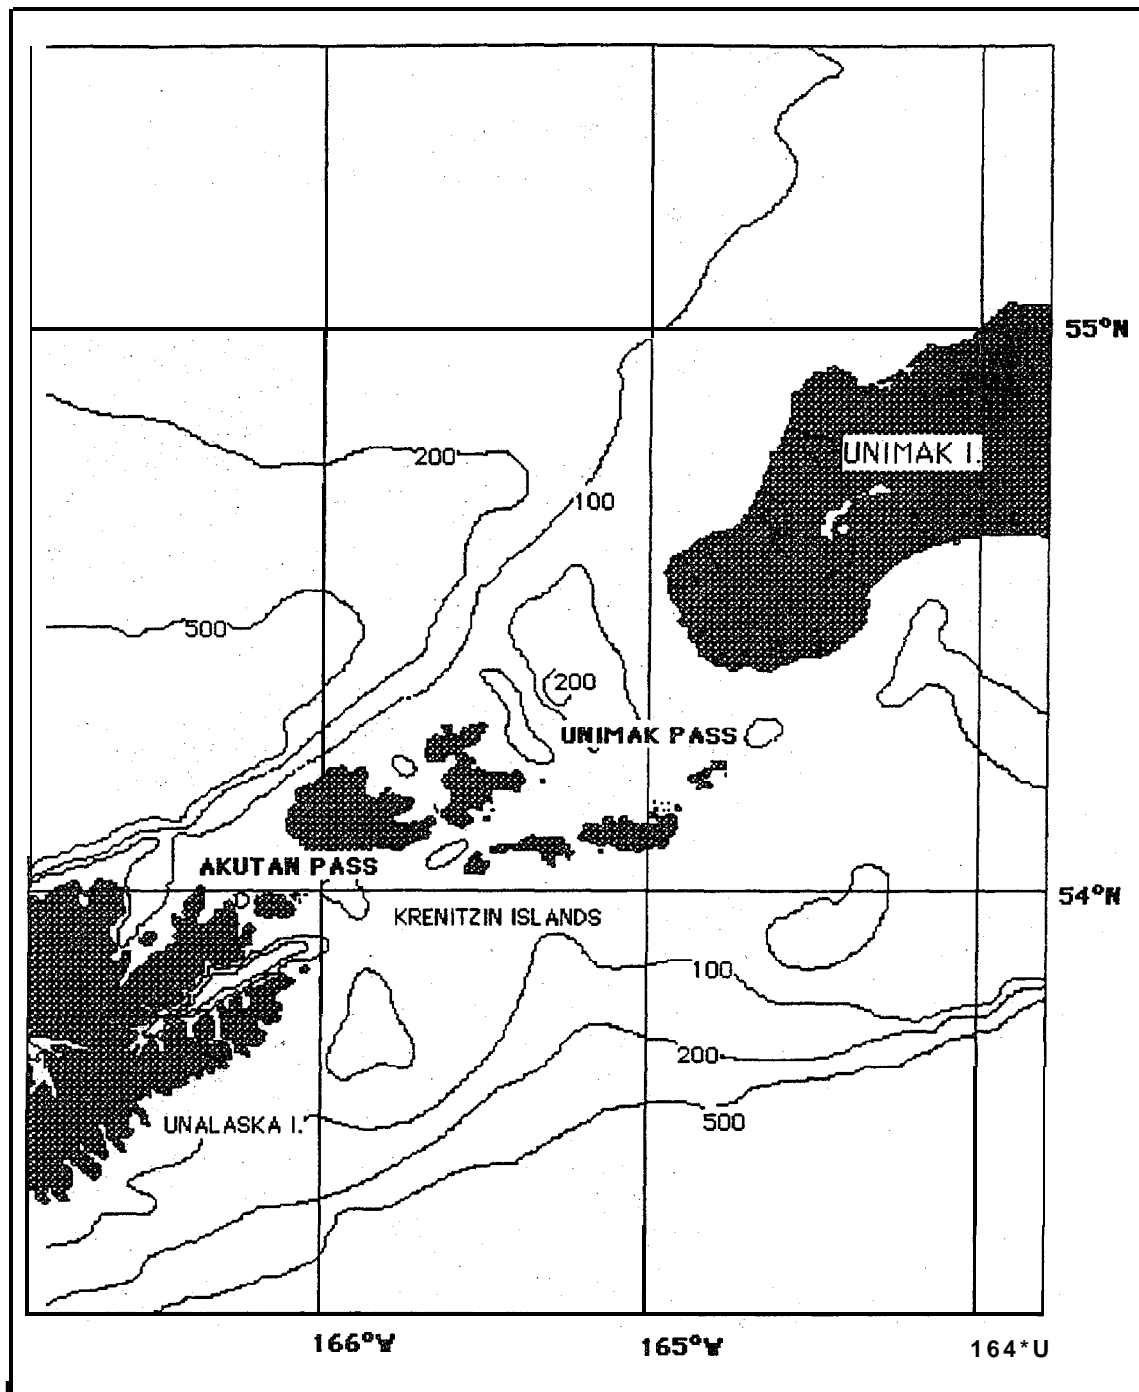 55°N
UNIMAK I.
200
100
500
200
UNIMAK PASS
AKUTAN PASS
54°N
KRENITZIN ISLANDS
100
200
500
UNALASKA I.
166°W
165°W
164*U